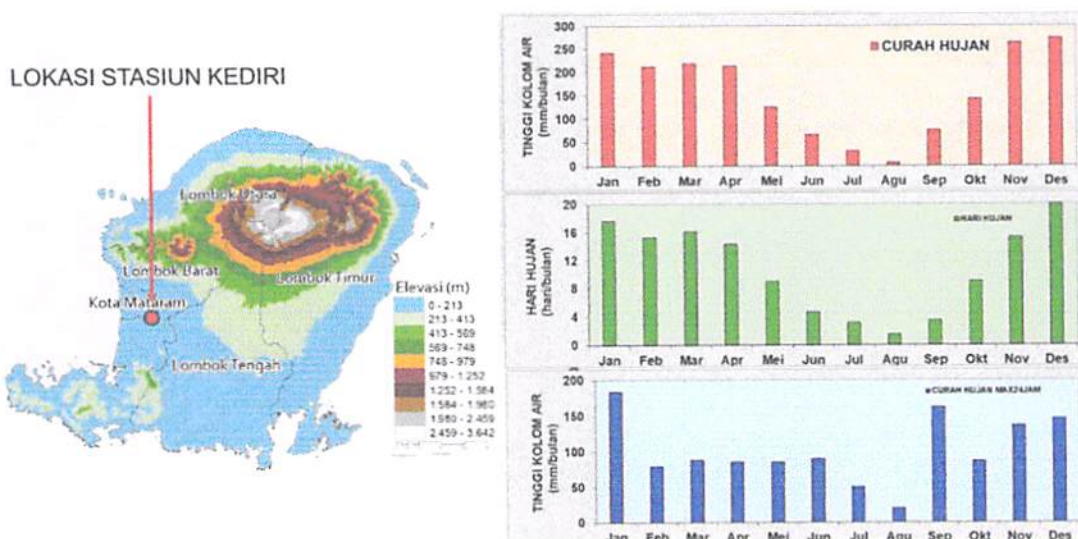 LOKASI STASIUN KEDIRI
Lombok Utara
Lombok Barat
Lombok Timur
Kota Mataram
Lombok Tengah
Elevasi (m)
0 - 213
213 - 413
413 - 569
569 - 748
748 - 979
979 - 1.252
1.252 - 1.584
1.584 - 1.980
1.980 - 2.459
2.459 - 3.642
TINGGI KOLOM AIR
(mm/bulan)
300
250
200
150
100
50
0
CURAH HUJAN
Jan Feb Mar Apr Mei Jun Jul Agu Sep Okt Nov Des
HARI HUJAN
(hari/bulan)
20
16
12
8
4
0
HARI HUJAN
Jan Feb Mar Apr Mei Jun Jul Agu Sep Okt Nov Des
TINGGI KOLOM AIR
(mm/bulan)
200
150
100
50
0
CURAH HUJAN MAX24JAM
Jan Feb Mar Apr Mei Jun Jul Agu Sep Okt Nov Des